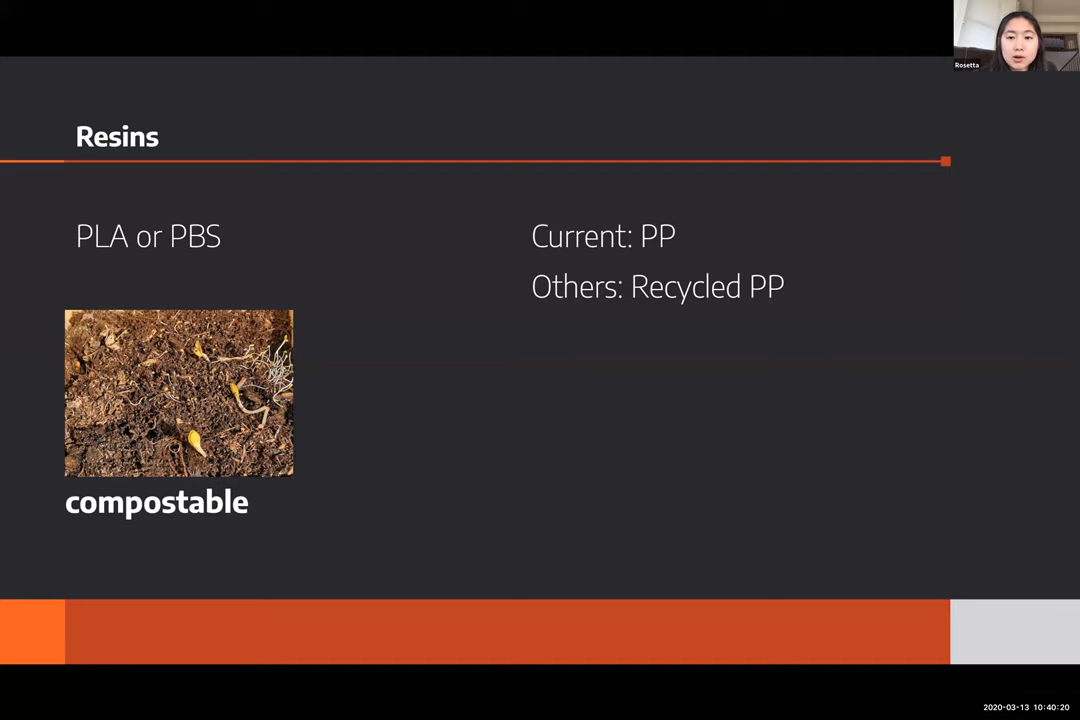 Rosetta
Resins
PLA or PBS
Current: PP
Others: Recycled PP
compostable
2020-03-13 10:40:20